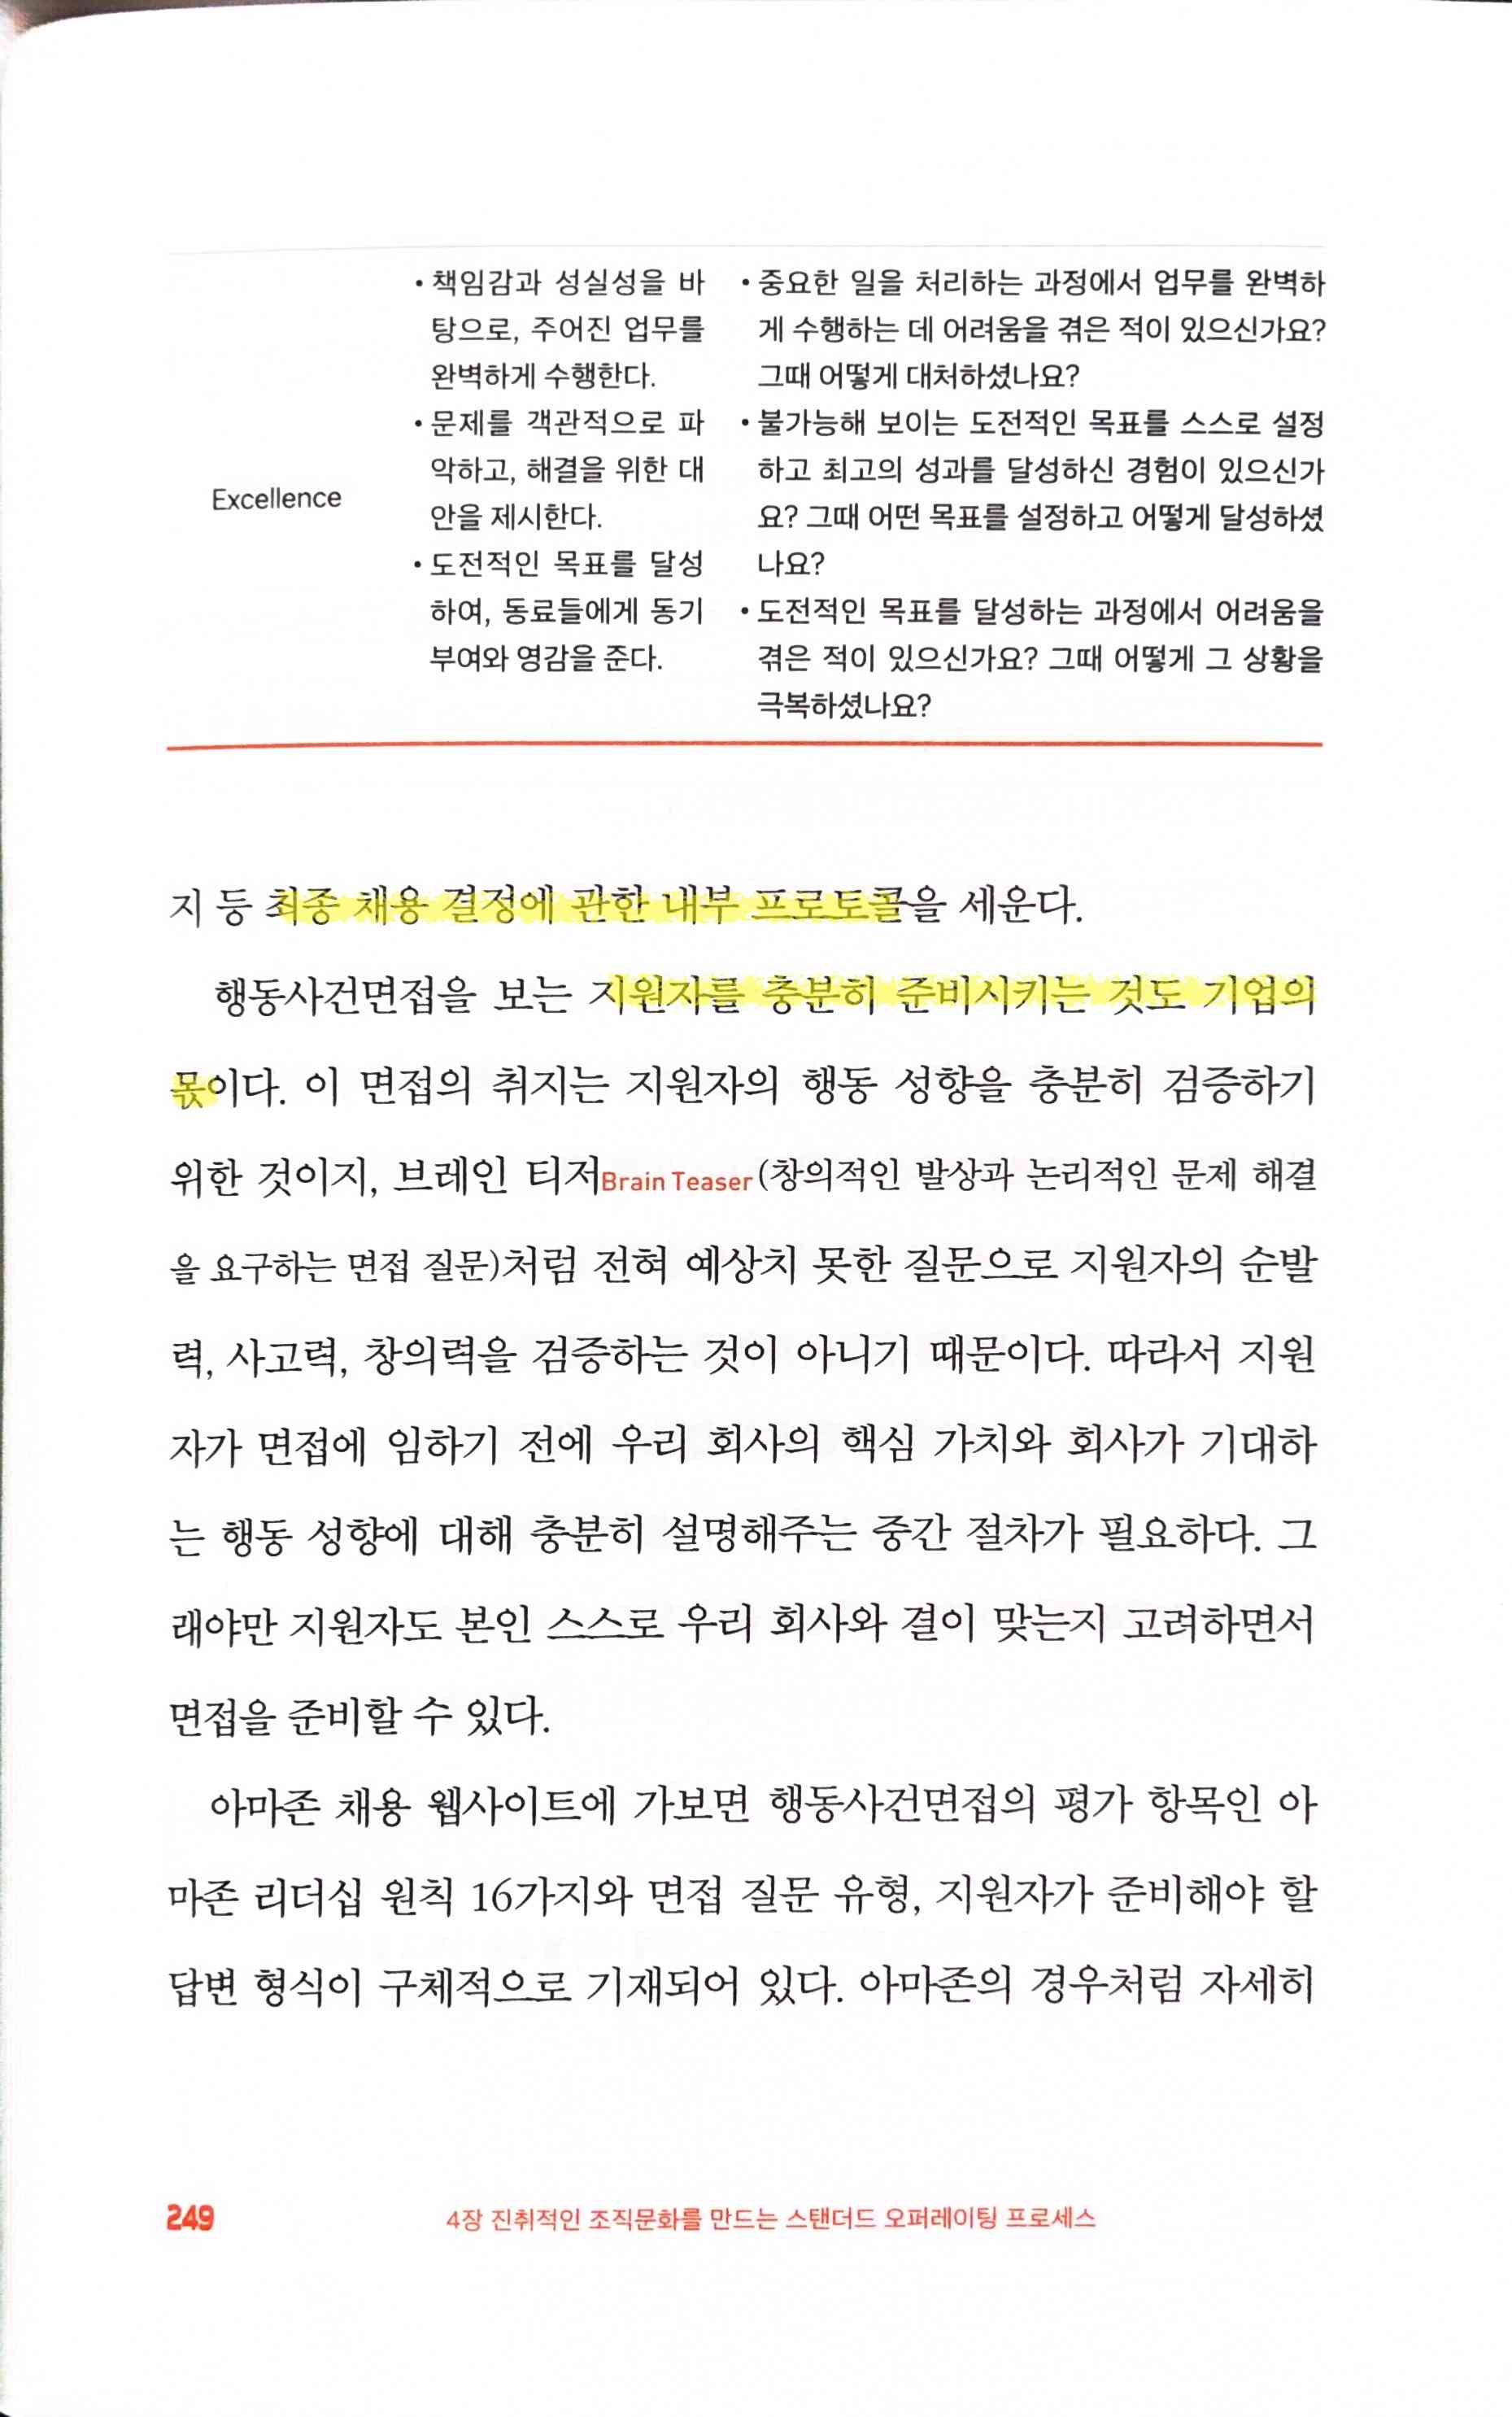 Excellence
• 책임감과 성실성을 바
탕으로, 주어진 업무를
완벽하게 수행한다.
• 문제를 객관적으로 파
악하고, 해결을 위한 대
안을 제시한다.
• 도전적인 목표를 달성
하여, 동료들에게 동기
부여와 영감을 준다.
• 중요한 일을 처리하는 과정에서 업무를 완벽하
게 수행하는 데 어려움을 겪은 적이 있으신가요?
그때 어떻게 대처하셨나요?
• 불가능해 보이는 도전적인 목표를 스스로 설정
하고 최고의 성과를 달성하신 경험이 있으신가
요? 그때 어떤 목표를 설정하고 어떻게 달성하셨
나요?
• 도전적인 목표를 달성하는 과정에서 어려움을
겪은 적이 있으신가요? 그때 어떻게 그 상황을
극복하셨나요?
지 등 최종 채용 결정에 관한 내부 프로토콜을 세운다.
행동사건면접을 보는 지원자를 충분히 준비시키는 것도 기업의
몫이다. 이 면접의 취지는 지원자의 행동 성향을 충분히 검증하기
위한 것이지, 브레인 티저Brain Teaser(창의적인 발상과 논리적인 문제 해결
을 요구하는 면접 질문)처럼 전혀 예상치 못한 질문으로 지원자의 순발
력, 사고력, 창의력을 검증하는 것이 아니기 때문이다. 따라서 지원
자가 면접에 임하기 전에 우리 회사의 핵심 가치와 회사가 기대하
는 행동 성향에 대해 충분히 설명해주는 중간 절차가 필요하다. 그
래야만 지원자도 본인 스스로 우리 회사와 결이 맞는지 고려하면서
면접을 준비할 수 있다.
아마존 채용 웹사이트에 가보면 행동사건면접의 평가 항목인 아
마존 리더십 원칙 16가지와 면접 질문 유형, 지원자가 준비해야 할
답변 형식이 구체적으로 기재되어 있다. 아마존의 경우처럼 자세히
249
4장 진취적인 조직문화를 만드는 스탠더드 오퍼레이팅 프로세스